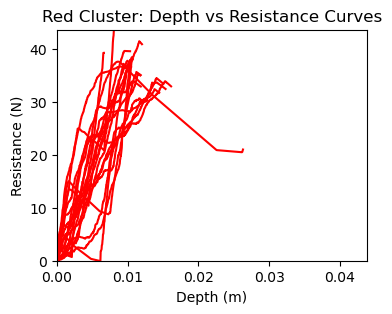 Red Cluster: Depth vs Resistance Curves
40
30
20
10
0
Resistance (N)
0.00 0.01 0.02 0.03 0.04
Depth (m)